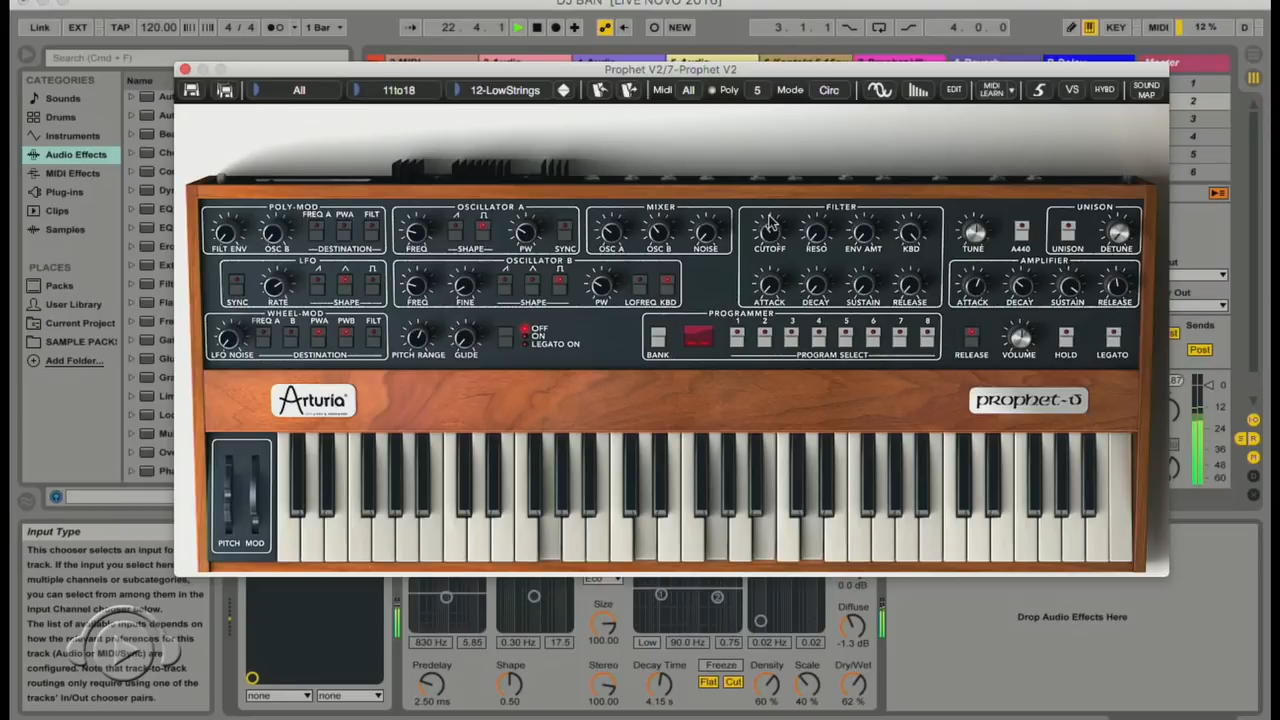 DJ BAN [LIVE NOVO 2016]
Link EXT TAP 120.00 4 / 4 1 Bar 22. 4. 1 NEW 3. 1. 1 4. 0. 0 KEY MIDI 12 % D
Search (Cmd + F)
Prophet V2/7-Prophet V2
All 11to18 12-LowStrings Midi All Poly 5 Mode Circ EDIT MIDI LEARN VS HYBD SOUND MAP
CATEGORIES
Sounds
Drums
Instruments
Audio Effects
MIDI Effects
Plug-ins
Clips
Samples
PLACES
Packs
User Library
Current Project
SAMPLE PACK
Add Folder...
Name
POLY-MOD OSCILLATOR A MIXER FILTER UNISON
FREQ A PWA FILT
FILT ENV OSC B DESTINATION FREQ SHAPE PW SYNC OSC A OSC B NOISE CUTOFF RESO ENV AMT KBD TUNE A440 UNISON DETUNE
LFO OSCILLATOR B AMPLIFIER
SYNC RATE SHAPE FREQ FINE SHAPE PW LOFREQ KBD ATTACK DECAY SUSTAIN RELEASE ATTACK DECAY SUSTAIN RELEASE
WHEEL-MOD PROGRAMMER
FREQ A B PWA PWB FILT 1 2 3 4 5 6 7 8
OFF
ON
LEGATO ON
LFO NOISE DESTINATION PITCH RANGE GLIDE BANK PROGRAM SELECT RELEASE VOLUME HOLD LEGATO
Arturia prophet-V
PITCH MOD
1
2
3
4
5
6
Sends
Post
0
12
24
36
48
60
S R
Input Type
This chooser selects an input for a
track. If the input you select here
multiple channels or subcategories,
you can select from among them in the
Input Channel chooser below.
The list of available inputs depends on
how the relevant preferences for this
track (Audio or MIDI/Sync) are
configured. Note that track-to-track
routings only require using one of the
tracks' In/Out chooser pairs.
none none
830 Hz 5.85 0.30 Hz 17.5
Size
100.00
Low 90.0 Hz 0.75 0.02 Hz 0.02
0.0 dB
Diffuse
-1.3 dB
Predelay Shape Stereo Decay Time Freeze Density Scale Dry/Wet
Flat Cut
2.50 ms 0.50 100.00 4.15 s 60 % 40 % 62 %
Drop Audio Effects Here